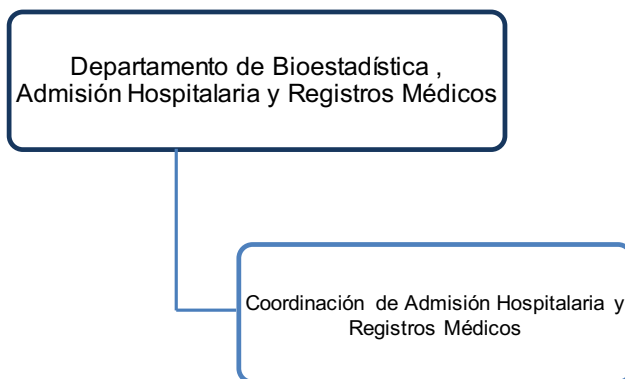 Departamento de Bioestadística ,
Admisión Hospitalaria y Registros Médicos
Coordinación de Admisión Hospitalaria y
Registros Médicos